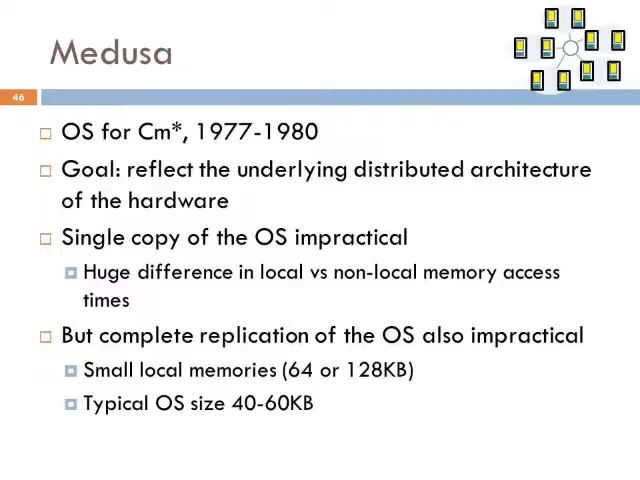 Medusa
46
OS for Cm*, 1977-1980
Goal: reflect the underlying distributed architecture
of the hardware
Single copy of the OS impractical
Huge difference in local vs non-local memory access
times
But complete replication of the OS also impractical
Small local memories (64 or 128KB)
Typical OS size 40-60KB